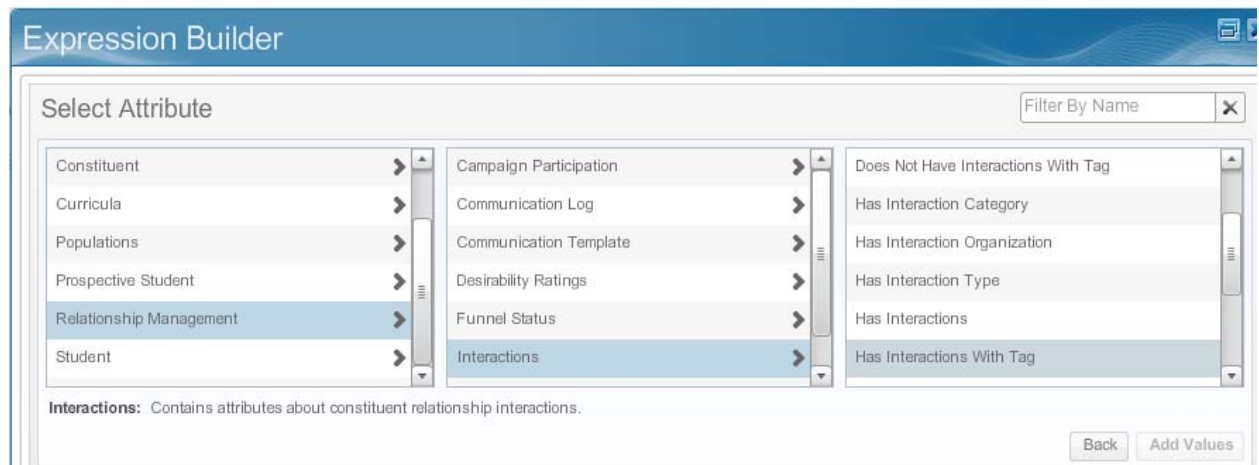 Expression Builder
Select Attribute
Filter By Name
Constituent
Curricula
Populations
Prospective Student
Relationship Management
Student
Campaign Participation
Communication Log
Communication Template
Desirability Ratings
Funnel Status
Interactions
Does Not Have Interactions With Tag
Has Interaction Category
Has Interaction Organization
Has Interaction Type
Has Interactions
Has Interactions With Tag
Interactions: Contains attributes about constituent relationship interactions.
Back Add Values